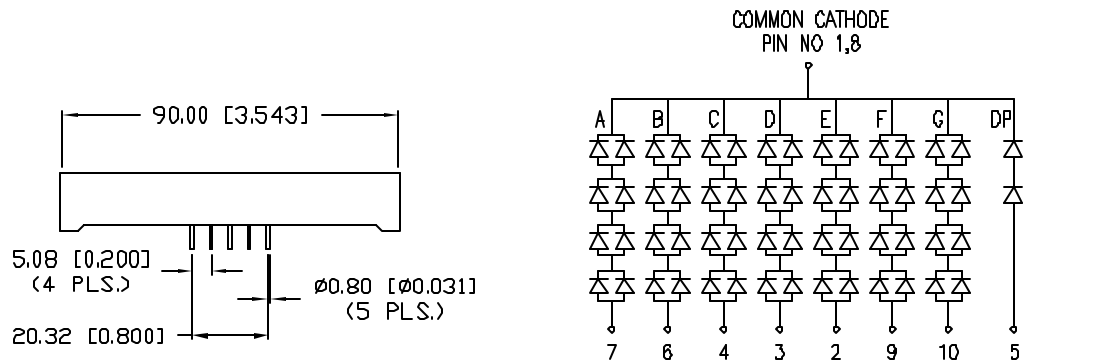 COMMON CATHODE
PIN NO 1,8
90.00 [3.543]
A B C D E F G DP
5.08 [0.200]
(4 PLS.)
Ø0.80 [Ø0.031]
(5 PLS.)
20.32 [0.800]
7 6 4 3 2 9 10 5